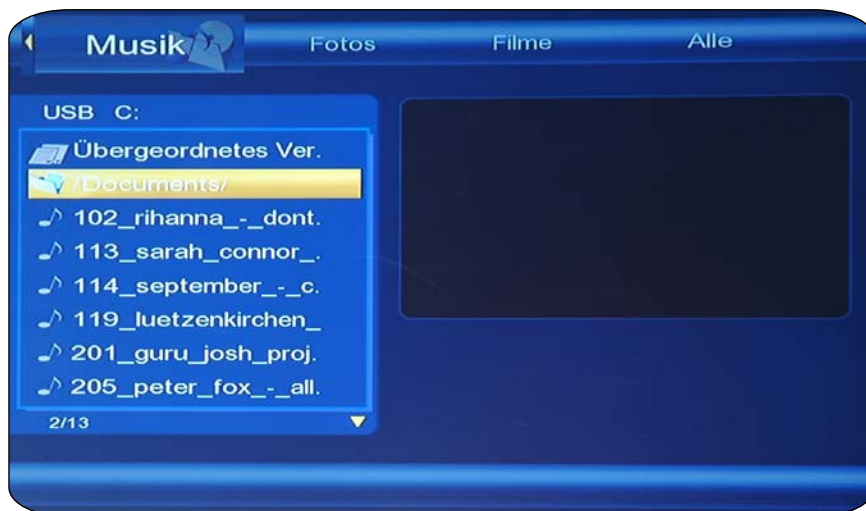 Musik Fotos Filme Alle
USB C:
Übergeordnetes Ver.
/Documents/
102_rihanna_-_dont.
113_sarah_connor_.
114_september_-_c.
119_luetzenkirchen_
201_guru_josh_proj.
205_peter_fox_-_all.
2/13